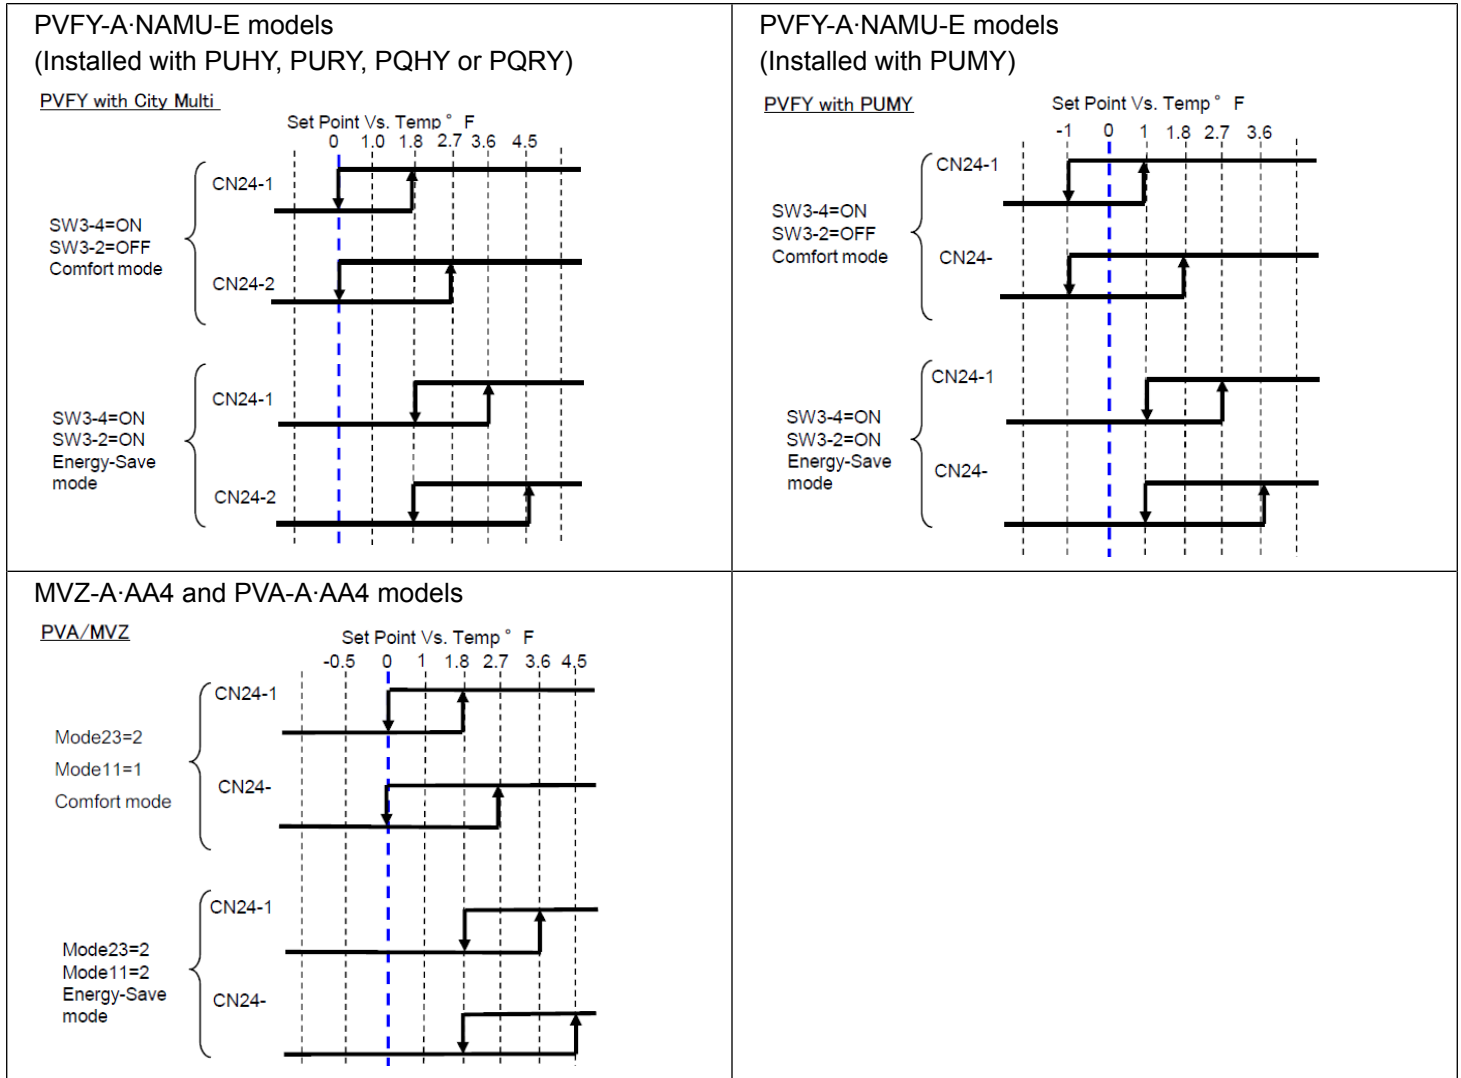 PVFY-A·NAMU-E models
(Installed with PUHY, PURY, PQHY or PQRY)
PVFY with City Multi
Set Point Vs. Temp ° F
0 1.0 1.8 2.7 3.6 4.5
CN24-1
SW3-4=ON
SW3-2=OFF
Comfort mode
CN24-2
CN24-1
SW3-4=ON
SW3-2=ON
Energy-Save
mode
CN24-2
PVFY-A·NAMU-E models
(Installed with PUMY)
PVFY with PUMY
Set Point Vs. Temp ° F
-1 0 1 1.8 2.7 3.6
CN24-1
SW3-4=ON
SW3-2=OFF
Comfort mode
CN24-
CN24-1
SW3-4=ON
SW3-2=ON
Energy-Save
mode
CN24-
MVZ-A·AA4 and PVA-A·AA4 models
PVA/MVZ
Set Point Vs. Temp ° F
-0.5 0 1 1.8 2.7 3.6 4.5
CN24-1
Mode23=2
Mode11=1
Comfort mode
CN24-
CN24-1
Mode23=2
Mode11=2
Energy-Save
mode
CN24-